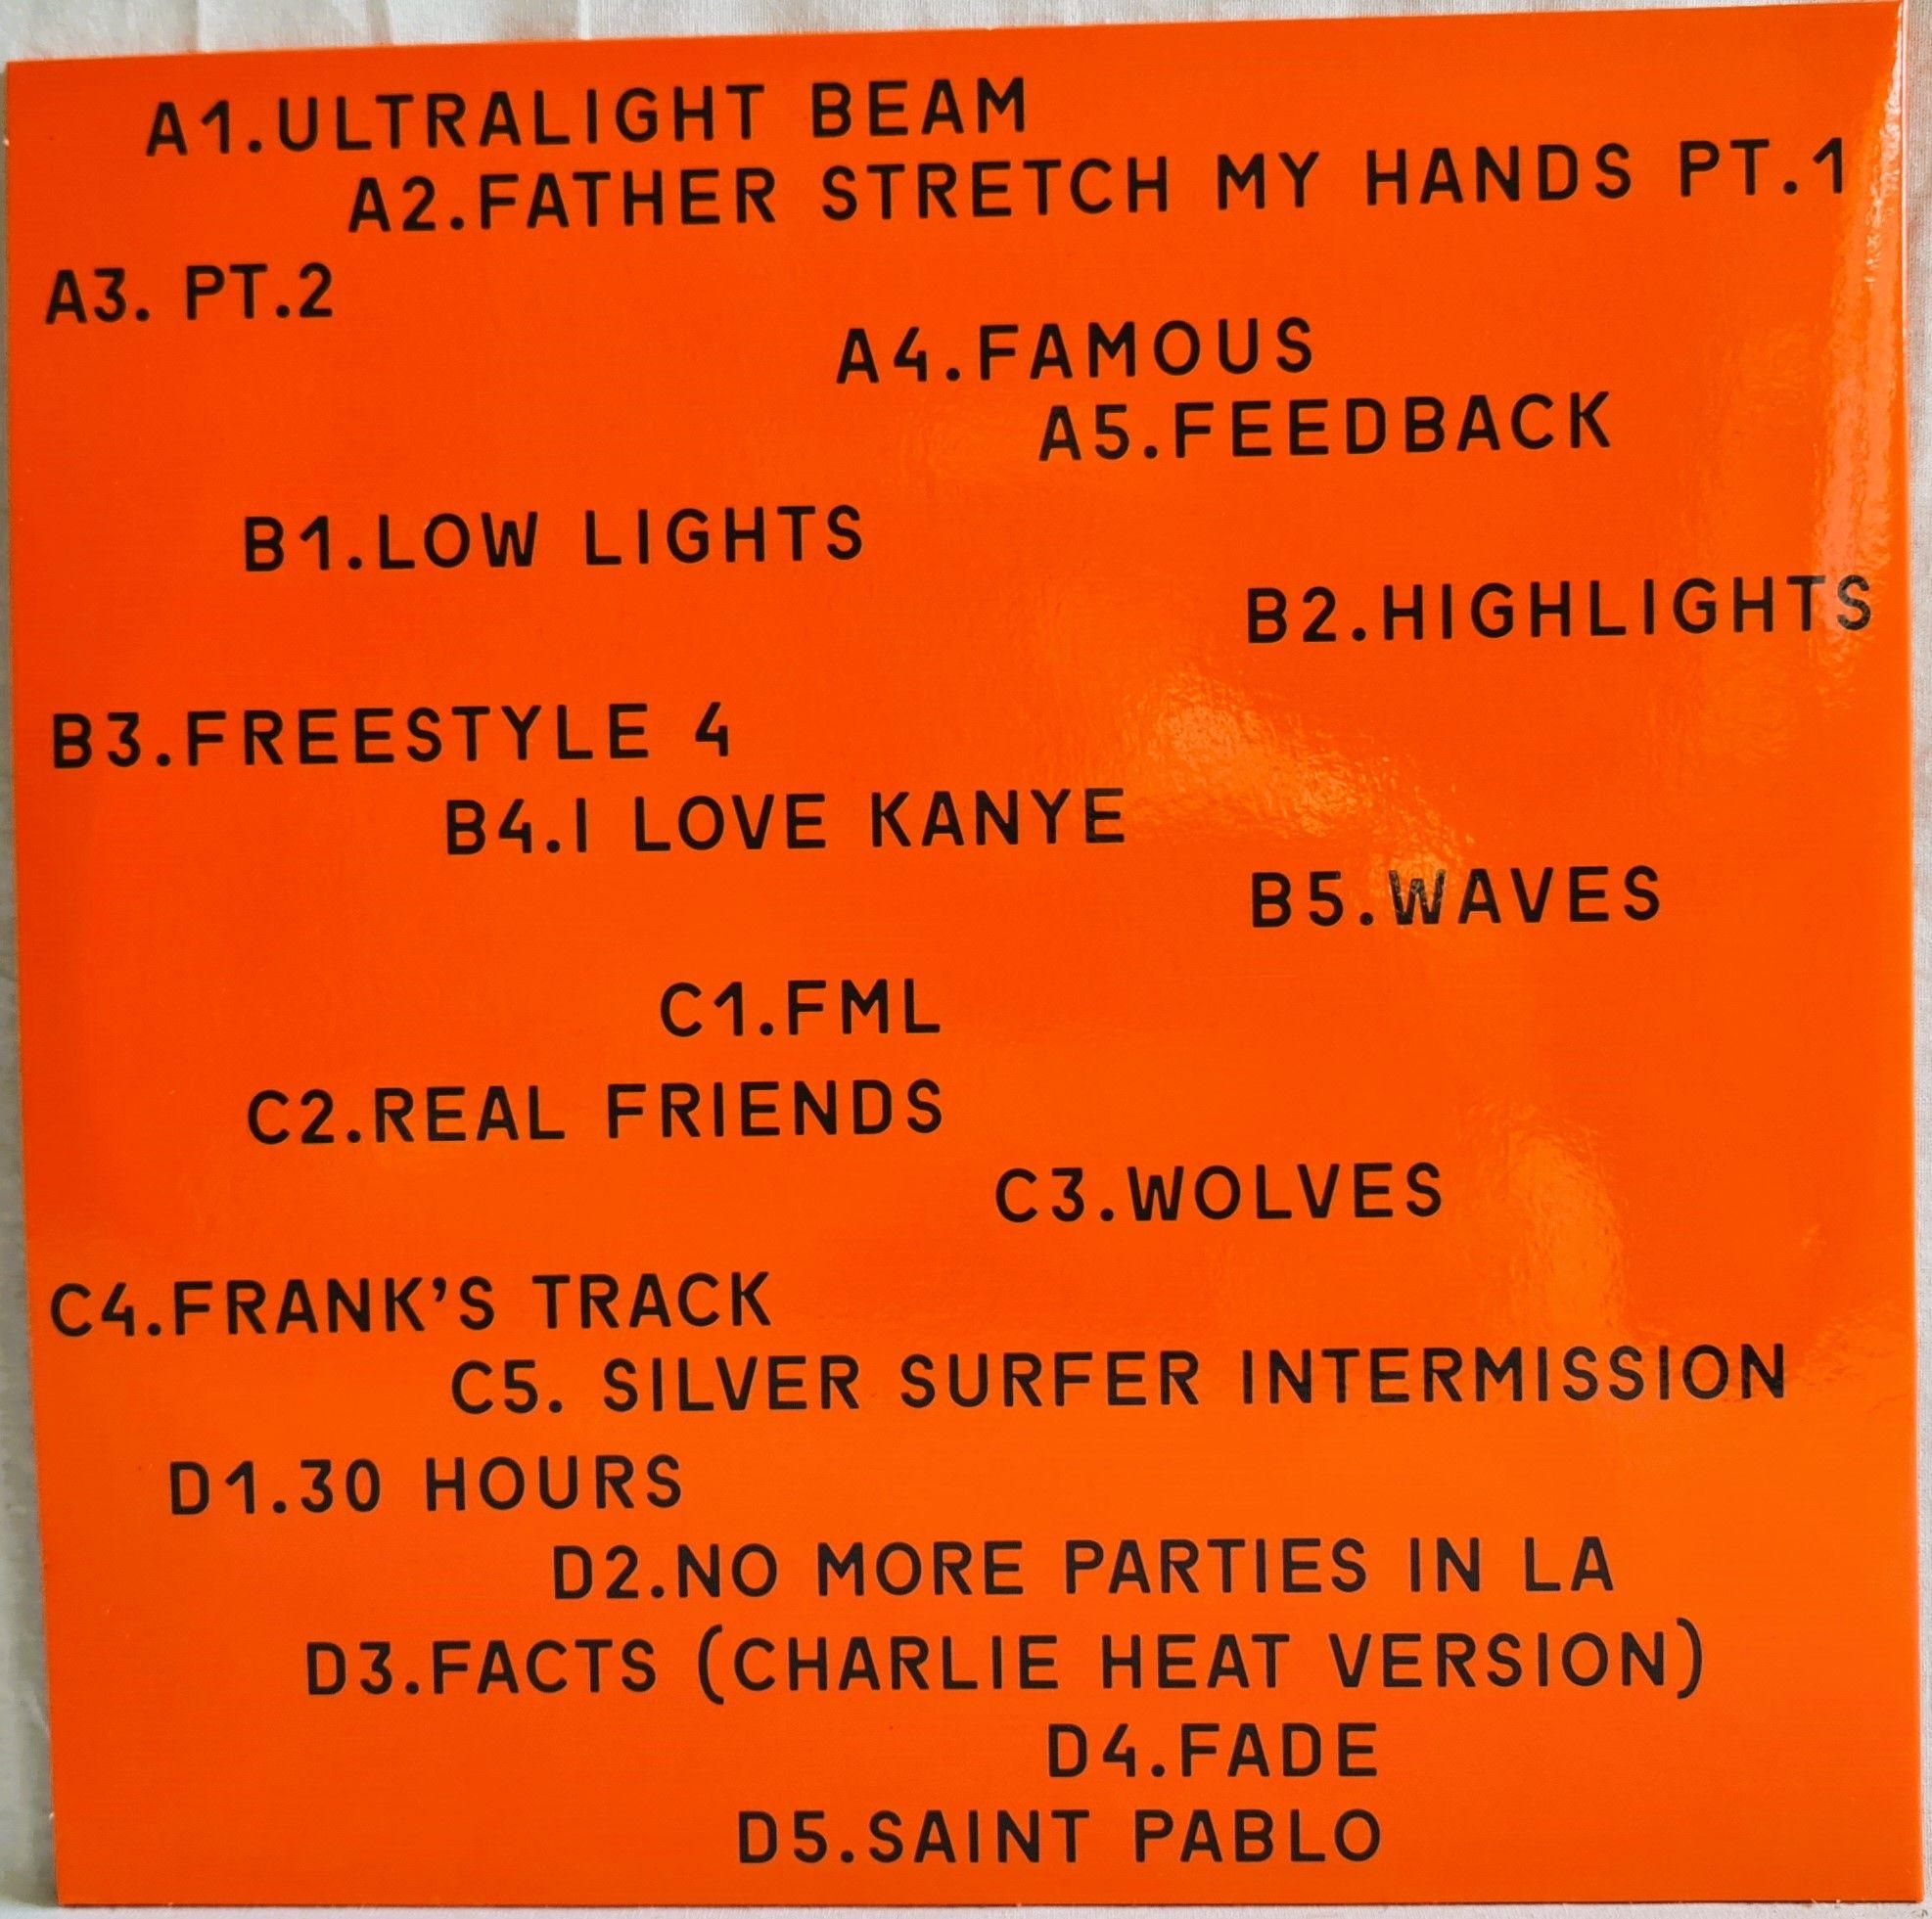 A1.ULTRALIGHT BEAM
A2.FATHER STRETCH MY HANDS PT.1
A3. PT.2
A4.FAMOUS
A5.FEEDBACK
B1.LOW LIGHTS
B2.HIGHLIGHTS
B3.FREESTYLE 4
B4.I LOVE KANYE
B5.WAVES
C1.FML
C2.REAL FRIENDS
C3.WOLVES
C4.FRANK’S TRACK
C5. SILVER SURFER INTERMISSION
D1.30 HOURS
D2.NO MORE PARTIES IN LA
D3.FACTS (CHARLIE HEAT VERSION)
D4.FADE
D5.SAINT PABLO